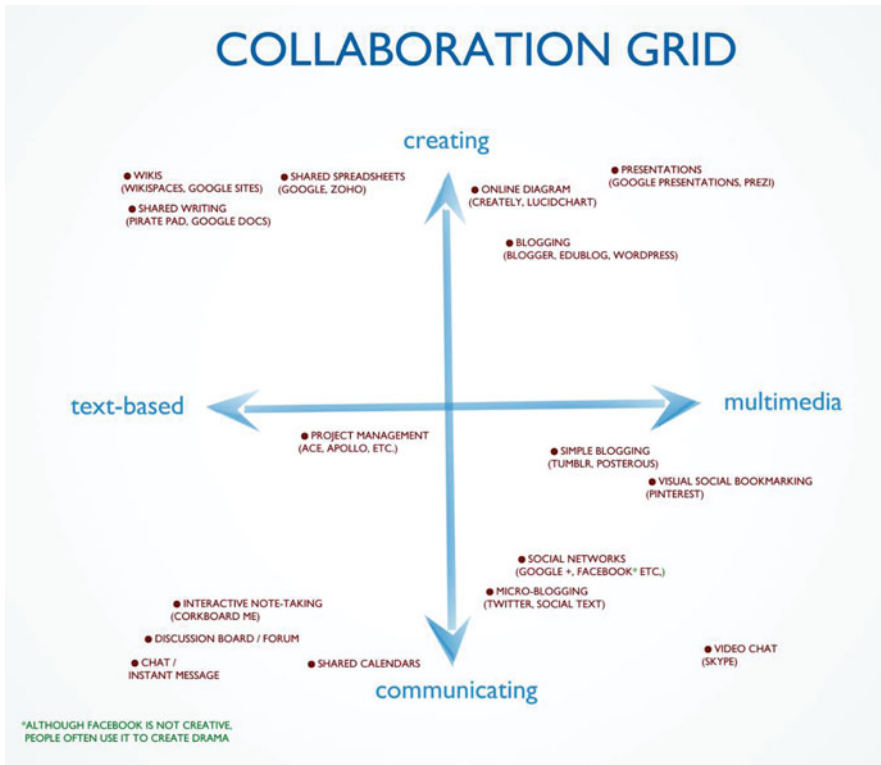 COLLABORATION GRID
creating
● WIKIS
(WIKISPACES, GOOGLE SITES)
● SHARED SPREADSHEETS
(GOOGLE, ZOHO)
● ONLINE DIAGRAM
(CREATELY, LUCIDCHART)
● PRESENTATIONS
(GOOGLE PRESENTATIONS, PREZI)
● SHARED WRITING
(PIRATE PAD, GOOGLE DOCS)
● BLOGGING
(BLOGGER, EDUBLOG, WORDPRESS)
text-based
multimedia
● PROJECT MANAGEMENT
(ACE, APOLLO, ETC.)
● SIMPLE BLOGGING
(TUMBLR, POSTEROUS)
● VISUAL SOCIAL BOOKMARKING
(PINTEREST)
● SOCIAL NETWORKS
(GOOGLE +, FACEBOOK* ETC,)
● MICRO-BLOGGING
(TWITTER, SOCIAL TEXT)
● INTERACTIVE NOTE-TAKING
(CORKBOARD ME)
● DISCUSSION BOARD / FORUM
● CHAT /
INSTANT MESSAGE
● SHARED CALENDARS
● VIDEO CHAT
(SKYPE)
communicating
*ALTHOUGH FACEBOOK IS NOT CREATIVE,
PEOPLE OFTEN USE IT TO CREATE DRAMA